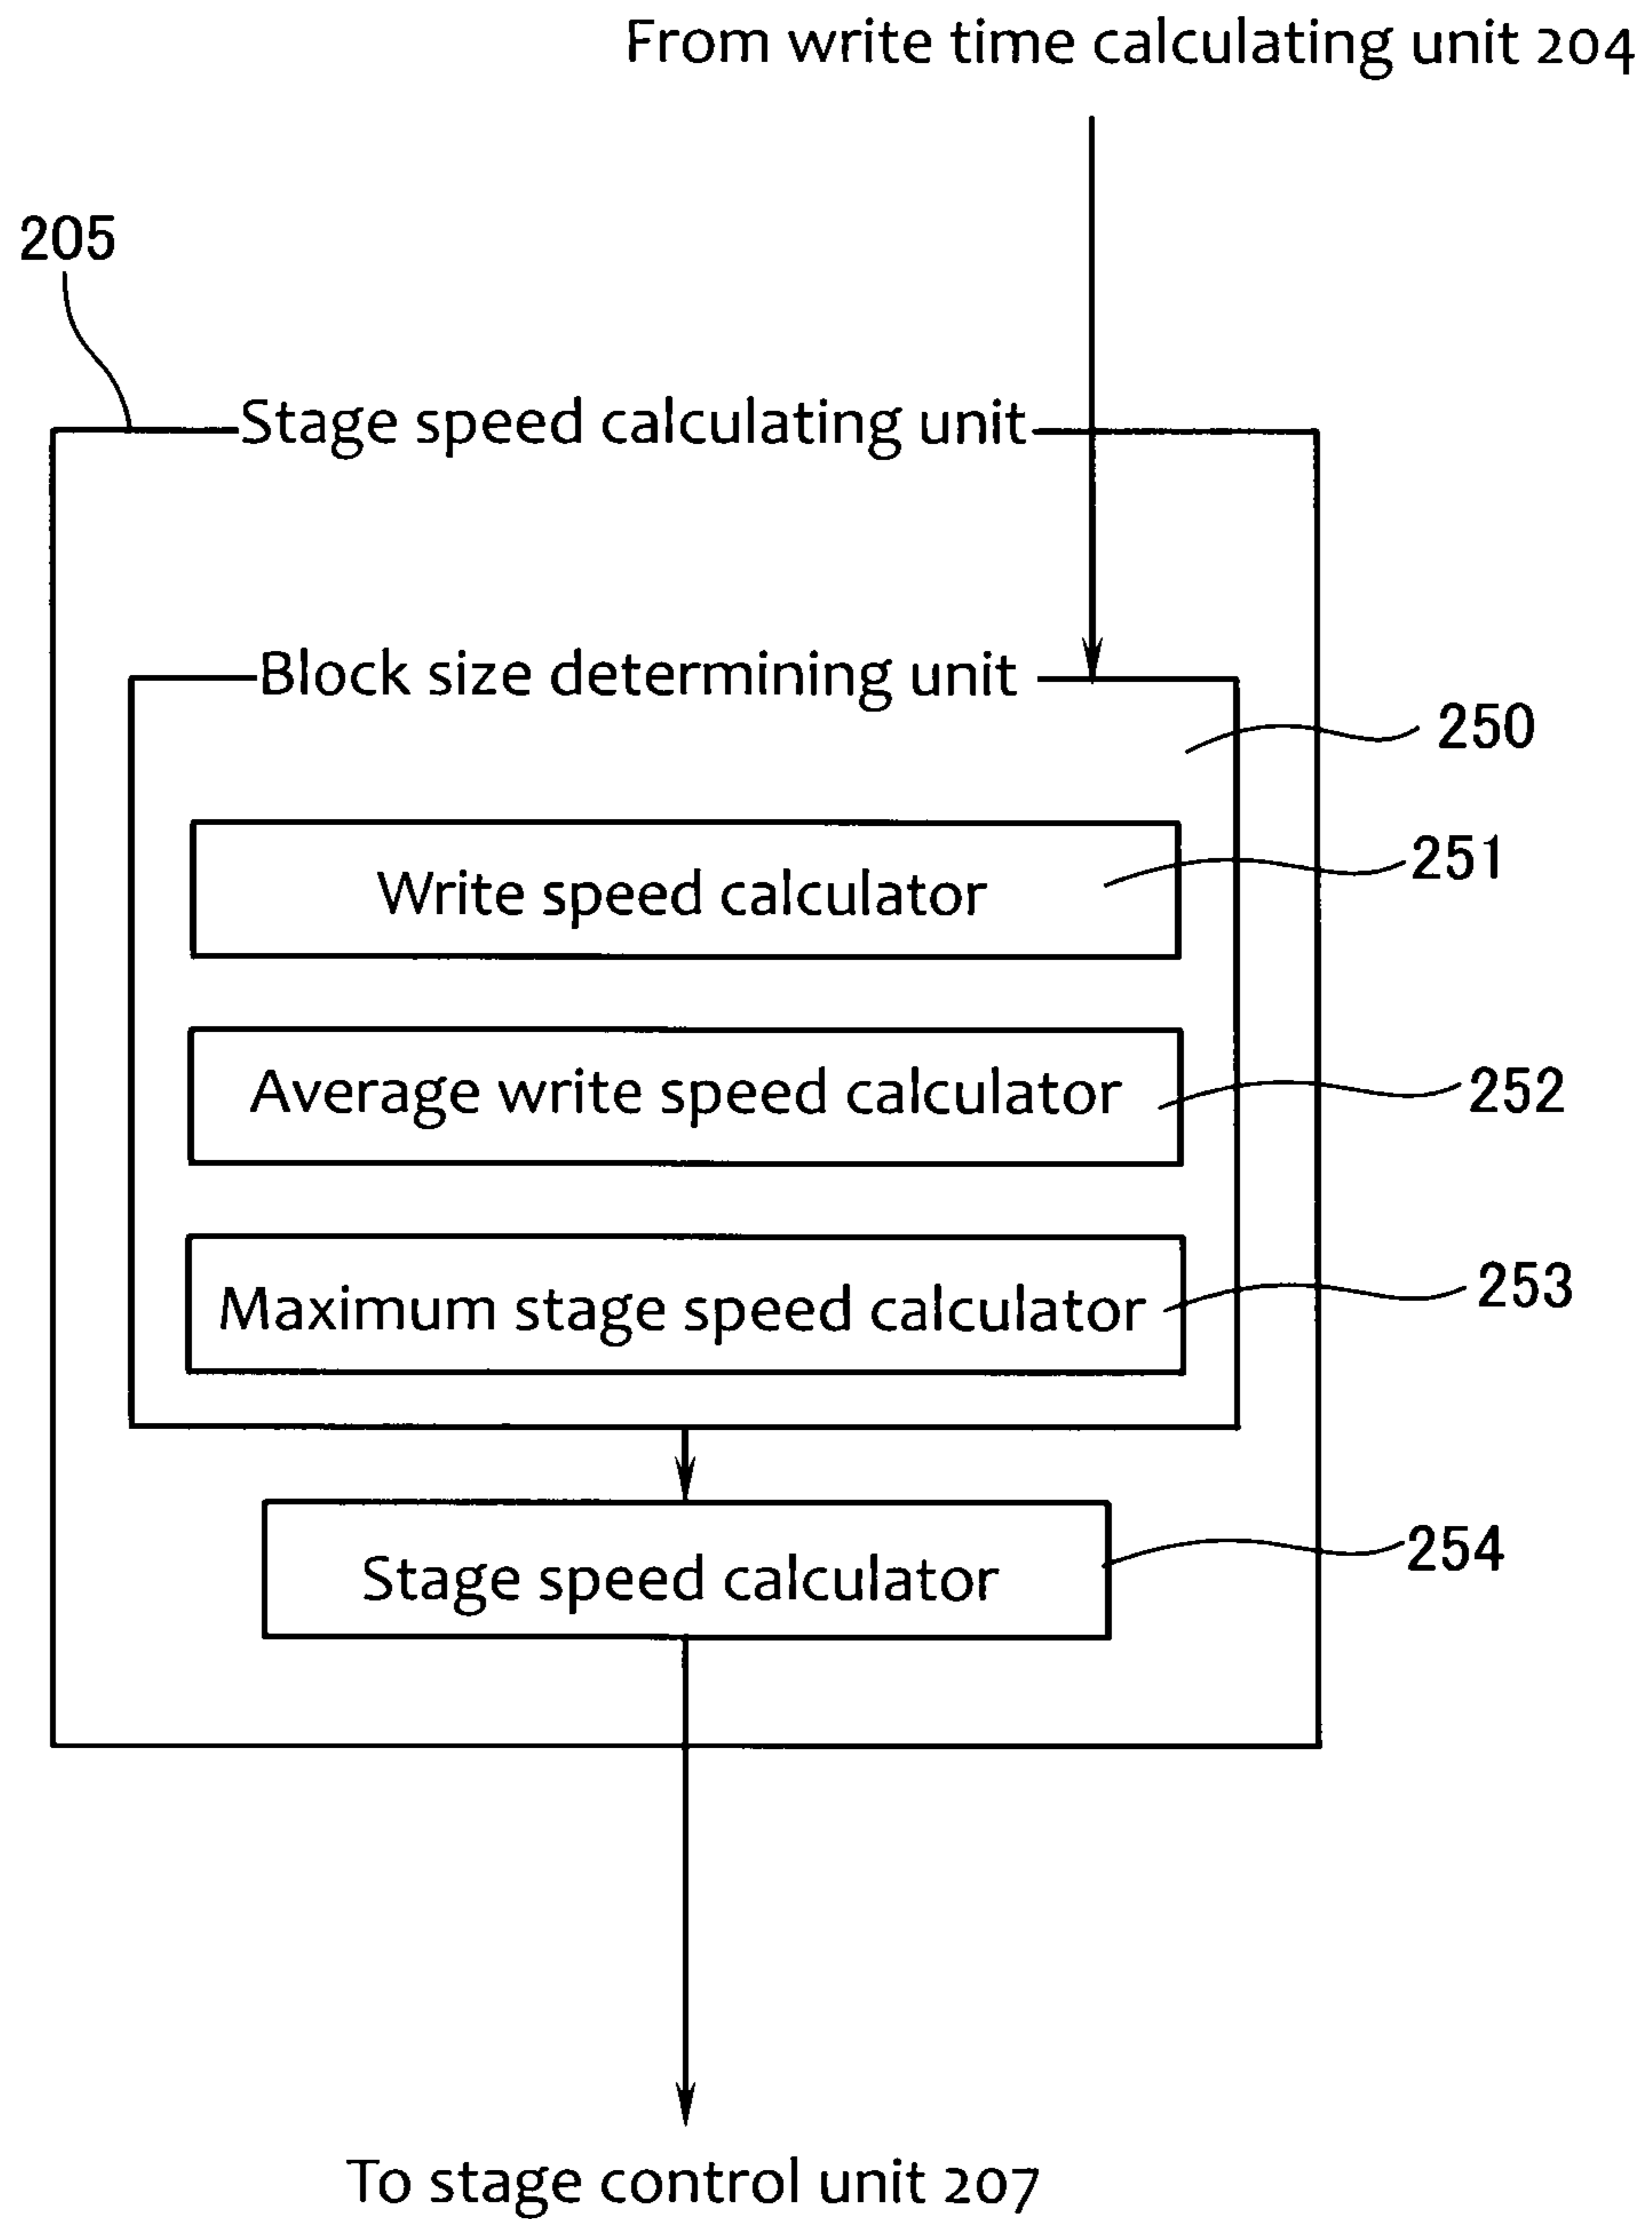 From write time calculating unit 204
205
Stage speed calculating unit
Block size determining unit
250
Write speed calculator
251
Average write speed calculator
252
Maximum stage speed calculator
253
Stage speed calculator
254
To stage control unit 207